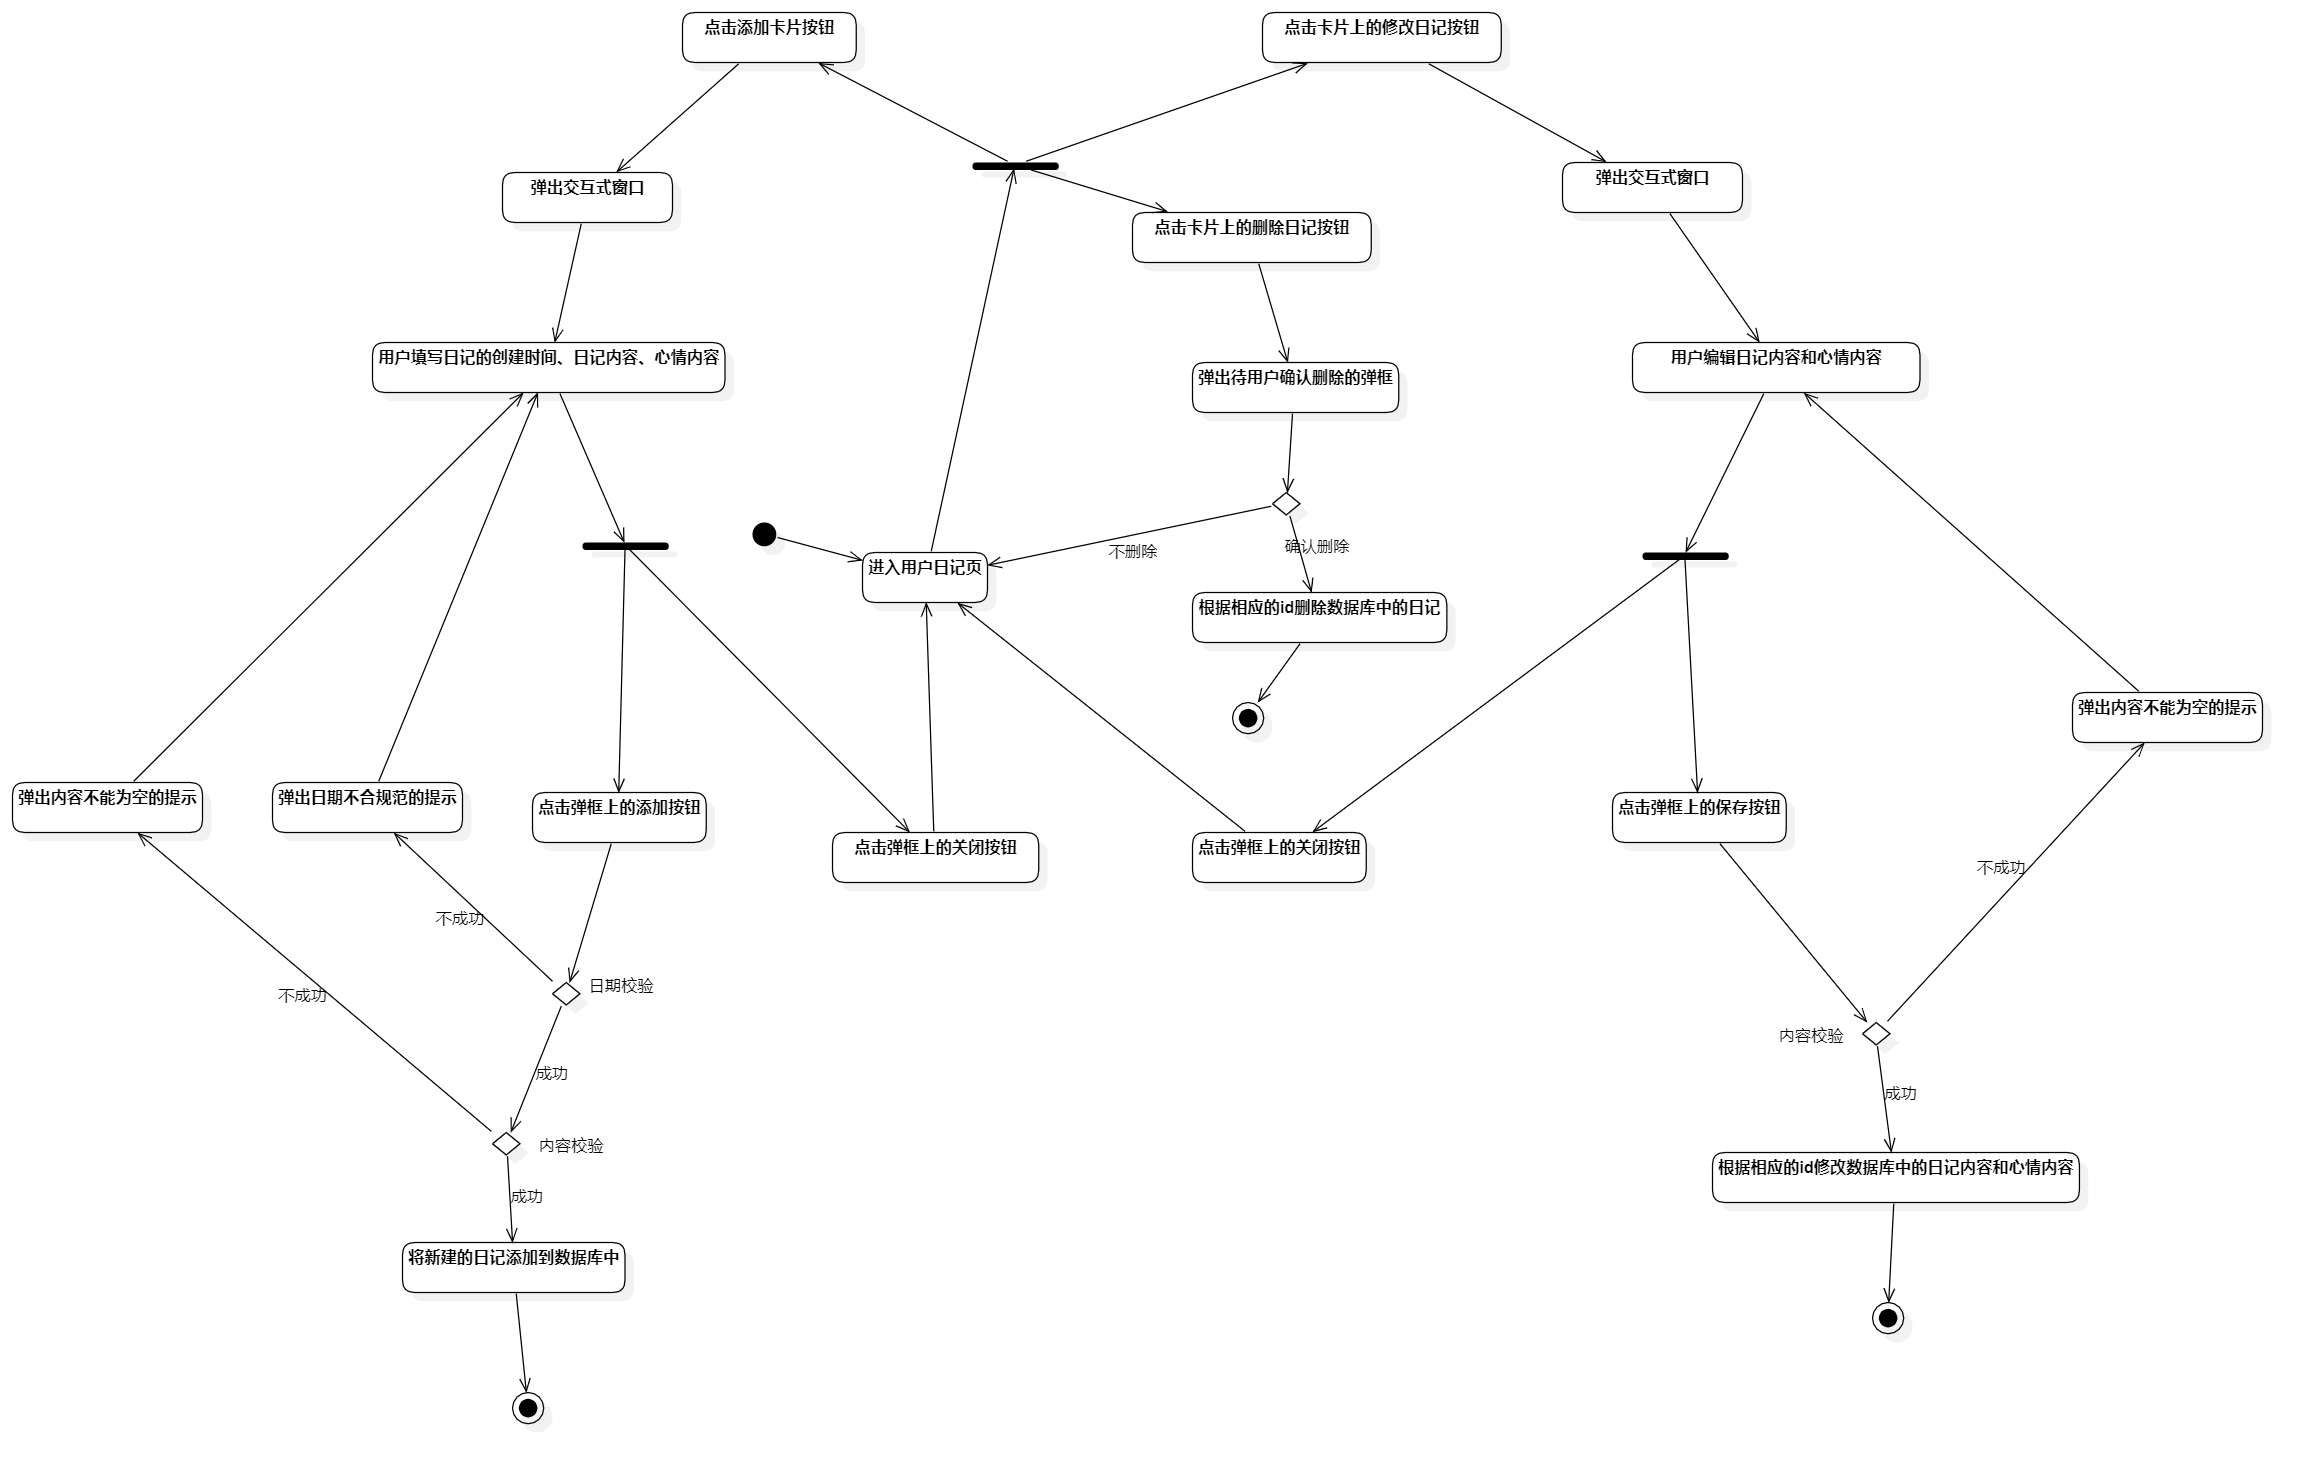 点击添加卡片按钮
点击卡片上的修改日记按钮
弹出交互式窗口
弹出交互式窗口
点击卡片上的删除日记按钮
用户填写日记的创建时间、日记内容、心情内容
弹出待用户确认删除的弹框
用户编辑日记内容和心情内容
不删除
确认删除
进入用户日记页
根据相应的id删除数据库中的日记
弹出内容不能为空的提示
弹出内容不能为空的提示
弹出日期不合规范的提示
点击弹框上的添加按钮
点击弹框上的关闭按钮
点击弹框上的关闭按钮
点击弹框上的保存按钮
不成功
不成功
日期校验
不成功
内容校验
成功
成功
内容校验
根据相应的id修改数据库中的日记内容和心情内容
成功
将新建的日记添加到数据库中